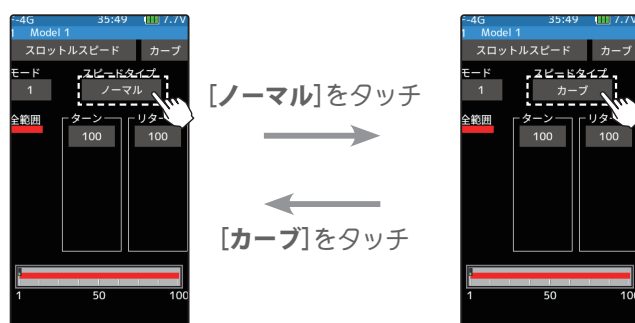 -4G 35:49 7.7V
1 Model 1
スロットルスピード カーブ
モード スピードタイプ
1 ノーマル
全範囲 ターン リター
100 100
1 50 100
[ノーマル]をタッチ
[カーブ]をタッチ
-4G 35:49 7.7V
1 Model 1
スロットルスピード カーブ
モード スピードタイプ
1 カーブ
全範囲 ターン リター
100 100
1 50 100